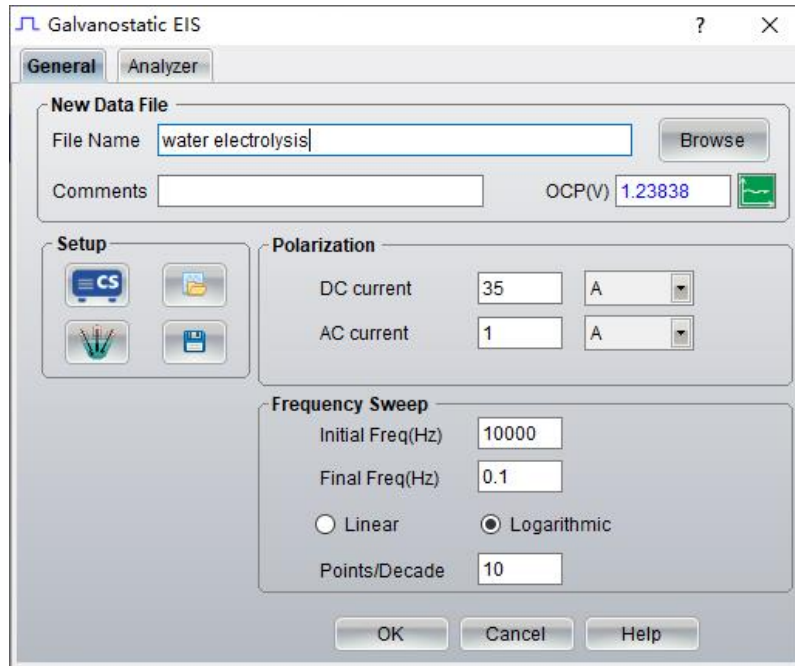 Galvanostatic EIS
?
General Analyzer
New Data File
File Name water electrolysis Browse
Comments OCP(V) 1.23838
Setup
CS
Polarization
DC current 35 A
AC current 1 A
Frequency Sweep
Initial Freq(Hz) 10000
Final Freq(Hz) 0.1
Linear Logarithmic
Points/Decade 10
OK Cancel Help